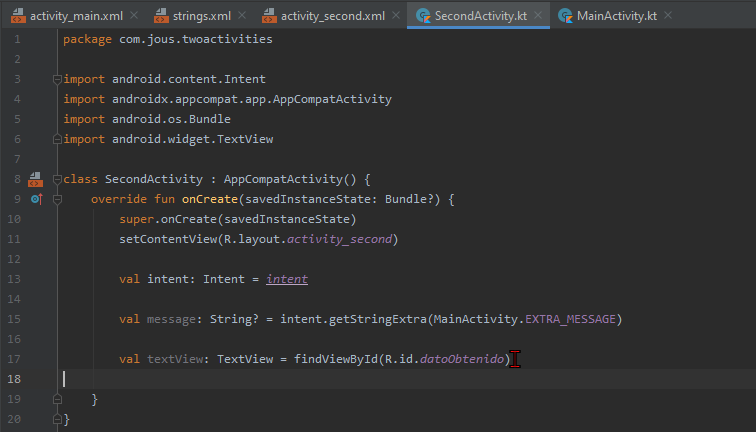 activity_main.xml strings.xml activity_second.xml SecondActivity.kt MainActivity.kt
1 package com.jous.twoactivities
2
3 import android.content.Intent
4 import androidx.appcompat.app.AppCompatActivity
5 import android.os.Bundle
6 import android.widget.TextView
7
8 class SecondActivity : AppCompatActivity() {
9 override fun onCreate(savedInstanceState: Bundle?) {
10 super.onCreate(savedInstanceState)
11 setContentView(R.layout.activity_second)
12
13 val intent: Intent = intent
14
15 val message: String? = intent.getStringExtra(MainActivity.EXTRA_MESSAGE)
16
17 val textView: TextView = findViewById(R.id.datoObtenido)
18
19 }
20 }